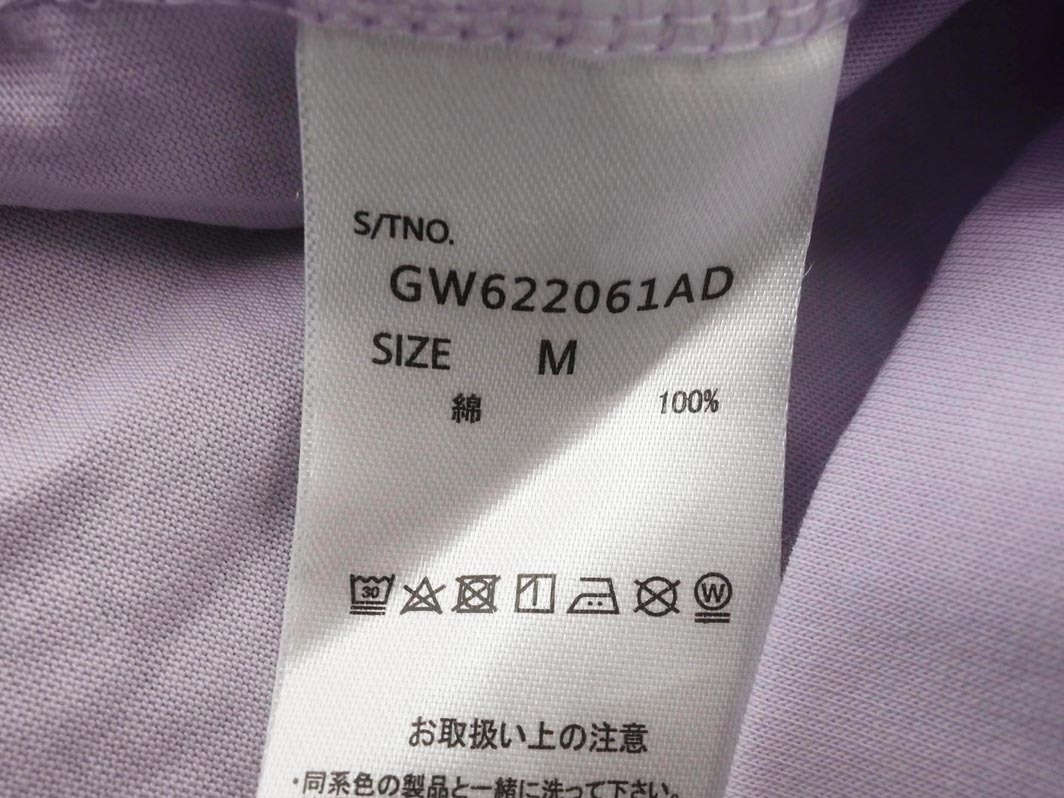 S/TNO.
GW622061AD
SIZE M
綿 100%
30 W
お取扱い上の注意
・同系色の製品と一緒に洗って下さい。